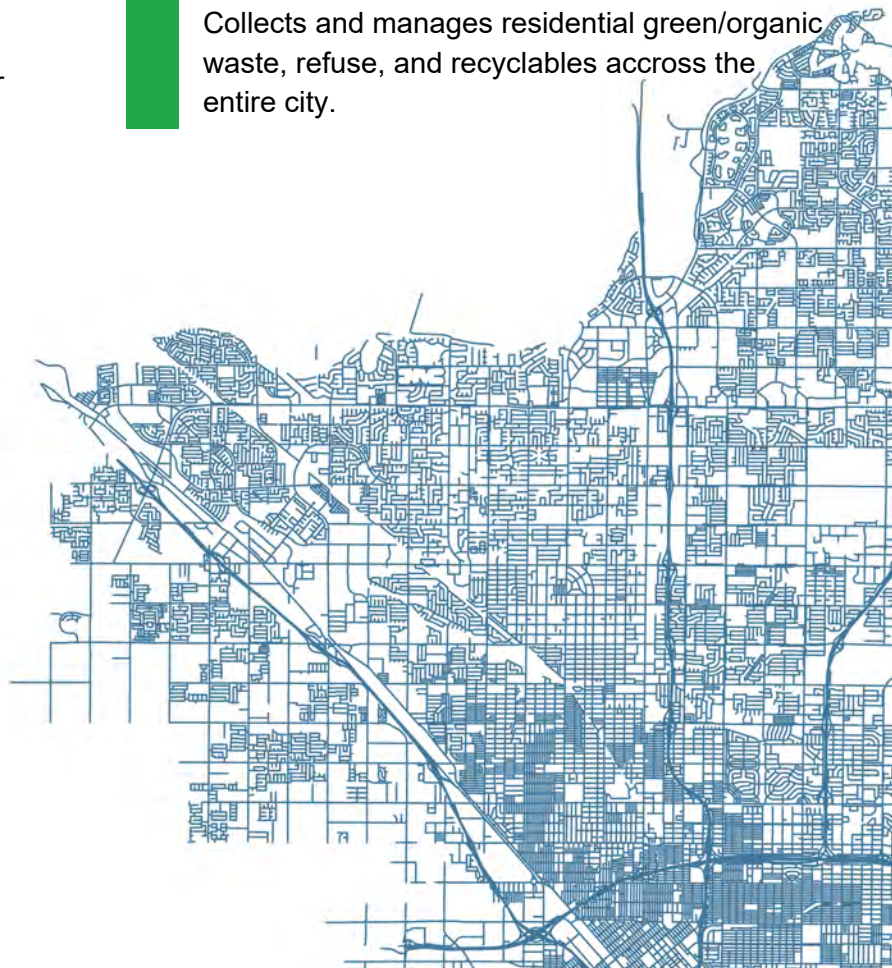 Collects and manages residential green/organic
waste, refuse, and recyclables accross the
entire city.